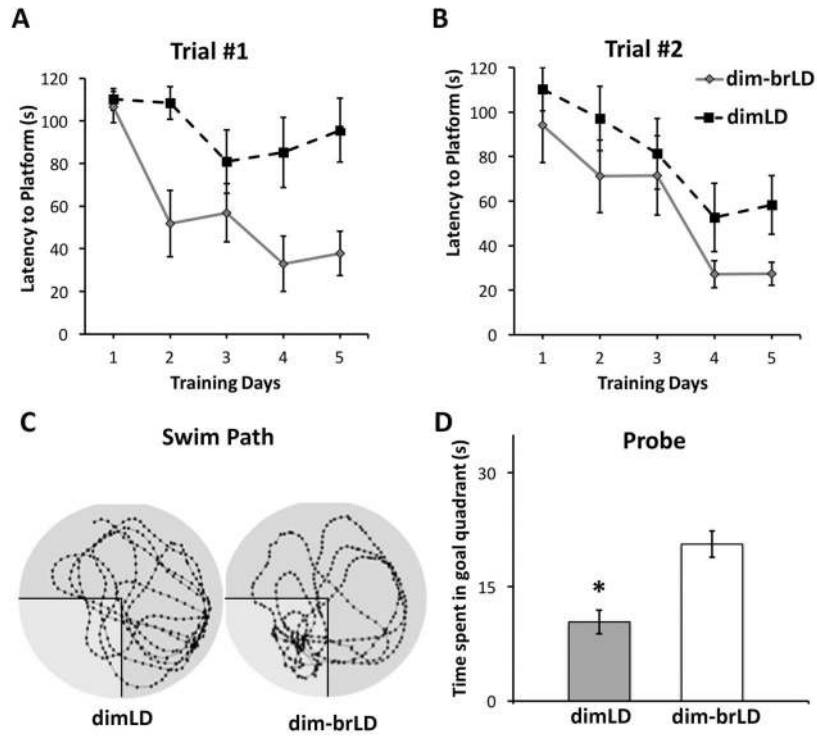 A
Trial #1
Latency to Platform (s)
120
100
80
60
40
20
0
1 2 3 4 5
Training Days
B
Trial #2
dim-brLD
dimLD
Latency to Platform (s)
120
100
80
60
40
20
0
1 2 3 4 5
Training Days
C
Swim Path
dimLD
dim-brLD
D
Probe
Time spent in goal quadrant (s)
30
15
0
*
dimLD
dim-brLD